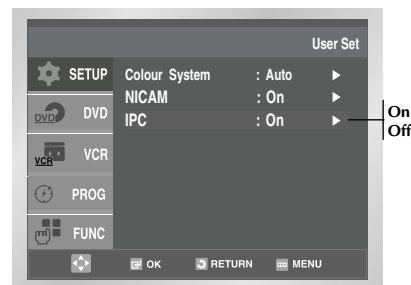 User Set
SETUP
Colour System : Auto ►
NICAM : On ►
IPC : On ►
On
Off
DVD DVD
VCR VCR
PROG
FUNC
OK RETURN MENU